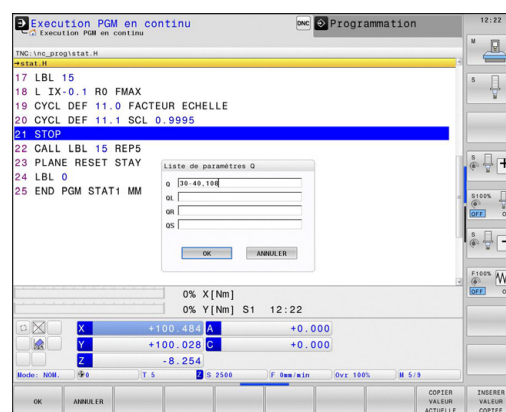 Execution PGM en continu
DNC
Programmation
12:22
Execution PGM en continu
TNC:\nc_prog\stat.H
→stat.H
17 LBL 15
18 L IX-0.1 R0 FMAX
19 CYCL DEF 11.0 FACTEUR ECHELLE
20 CYCL DEF 11.1 SCL 0.9995
21 STOP
22 CALL LBL 15 REP5
23 PLANE RESET STAY
24 LBL 0
25 END PGM STAT1 MM
Liste de paramètres Q
Q 30-40,108
QL
QR
QS
OK ANNULER
M
S
S
S100%
OFF
S
F100%
OFF
0% X[Nm]
0% Y[Nm] S1 12:22
X +100.484 A +0.000
Y +100.028 C +0.000
Z -8.254
Mode: NOM. 0 T 5 Z S 2500 F 0mm/min Ovr 100% M 5/9
OK ANNULER
COPIER VALEUR ACTUELLE
INSERER VALEUR COPIEE